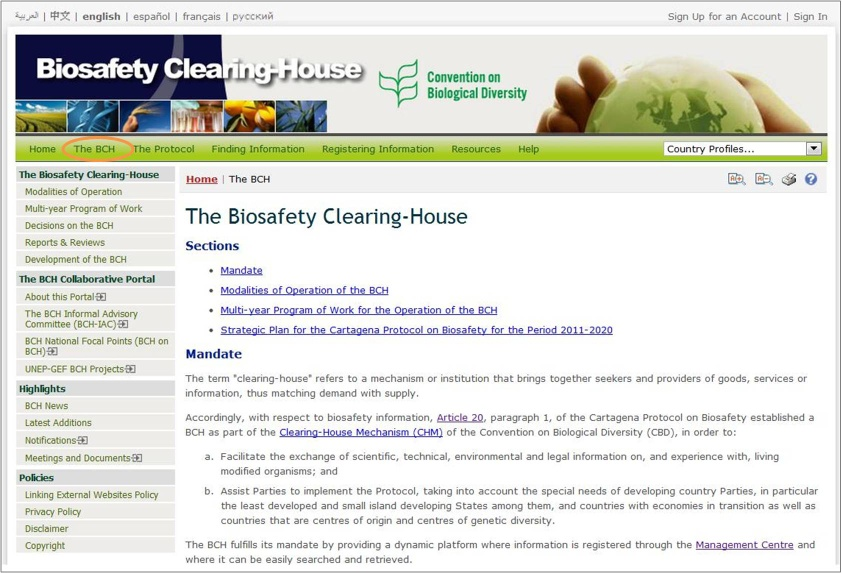 العربية | 中文 | english | español | français | русский
Sign Up for an Account | Sign In
Biosafety Clearing-House
Convention on
Biological Diversity
Home The BCH The Protocol Finding Information Registering Information Resources Help
Country Profiles...
The Biosafety Clearing-House
Modalities of Operation
Multi-year Program of Work
Decisions on the BCH
Reports & Reviews
Development of the BCH
The BCH Collaborative Portal
About this Portal
The BCH Informal Advisory
Committee (BCH-IAC)
BCH National Focal Points (BCH on
BCH)
UNEP-GEF BCH Projects
Highlights
BCH News
Latest Additions
Notifications
Meetings and Documents
Policies
Linking External Websites Policy
Privacy Policy
Disclaimer
Copyright
Home | The BCH
The Biosafety Clearing-House
Sections
• Mandate
• Modalities of Operation of the BCH
• Multi-year Program of Work for the Operation of the BCH
• Strategic Plan for the Cartagena Protocol on Biosafety for the Period 2011-2020
Mandate
The term "clearing-house" refers to a mechanism or institution that brings together seekers and providers of goods, services or
information, thus matching demand with supply.
Accordingly, with respect to biosafety information, Article 20, paragraph 1, of the Cartagena Protocol on Biosafety established a
BCH as part of the Clearing-House Mechanism (CHM) of the Convention on Biological Diversity (CBD), in order to:
a. Facilitate the exchange of scientific, technical, environmental and legal information on, and experience with, living
modified organisms; and
b. Assist Parties to implement the Protocol, taking into account the special needs of developing country Parties, in particular
the least developed and small island developing States among them, and countries with economies in transition as well as
countries that are centres of origin and centres of genetic diversity.
The BCH fulfills its mandate by providing a dynamic platform where information is registered through the Management Centre and
where it can be easily searched and retrieved.